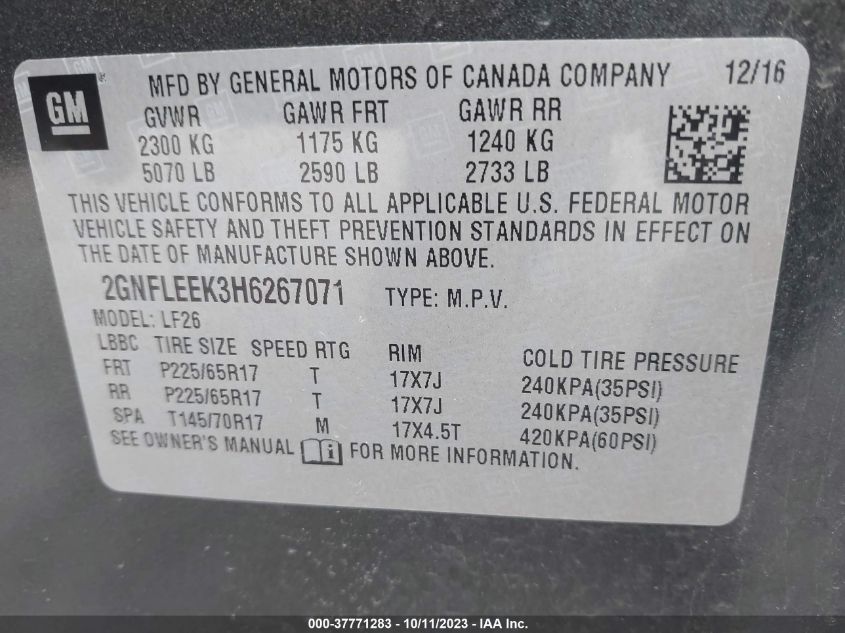 GM ® MFD BY GENERAL MOTORS OF CANADA COMPANY 12/16
GVWR GAWR FRT GAWR RR
2300 KG 1175 KG 1240 KG
5070 LB 2590 LB 2733 LB
THIS VEHICLE CONFORMS TO ALL APPLICABLE U.S. FEDERAL MOTOR
VEHICLE SAFETY AND THEFT PREVENTION STANDARDS IN EFFECT ON
THE DATE OF MANUFACTURE SHOWN ABOVE.
2GNFLEEK3H6267071 TYPE: M.P.V.
MODEL: LF26
LBBC TIRE SIZE SPEED RTG RIM COLD TIRE PRESSURE
FRT P225/65R17 T 17X7J 240KPA(35PSI)
RR P225/65R17 T 17X7J 240KPA(35PSI)
SPA T145/70R17 M 17X4.5T 420KPA(60PSI)
SEE OWNER'S MANUAL FOR MORE INFORMATION.
000-37771283 - 10/11/2023 - IAA Inc.